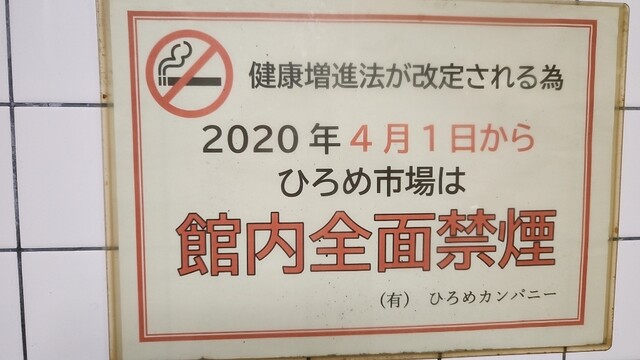 健康増進法が改定される為
2020年4月1日から
ひろめ市場は
館内全面禁煙
(有) ひろめカンパニー